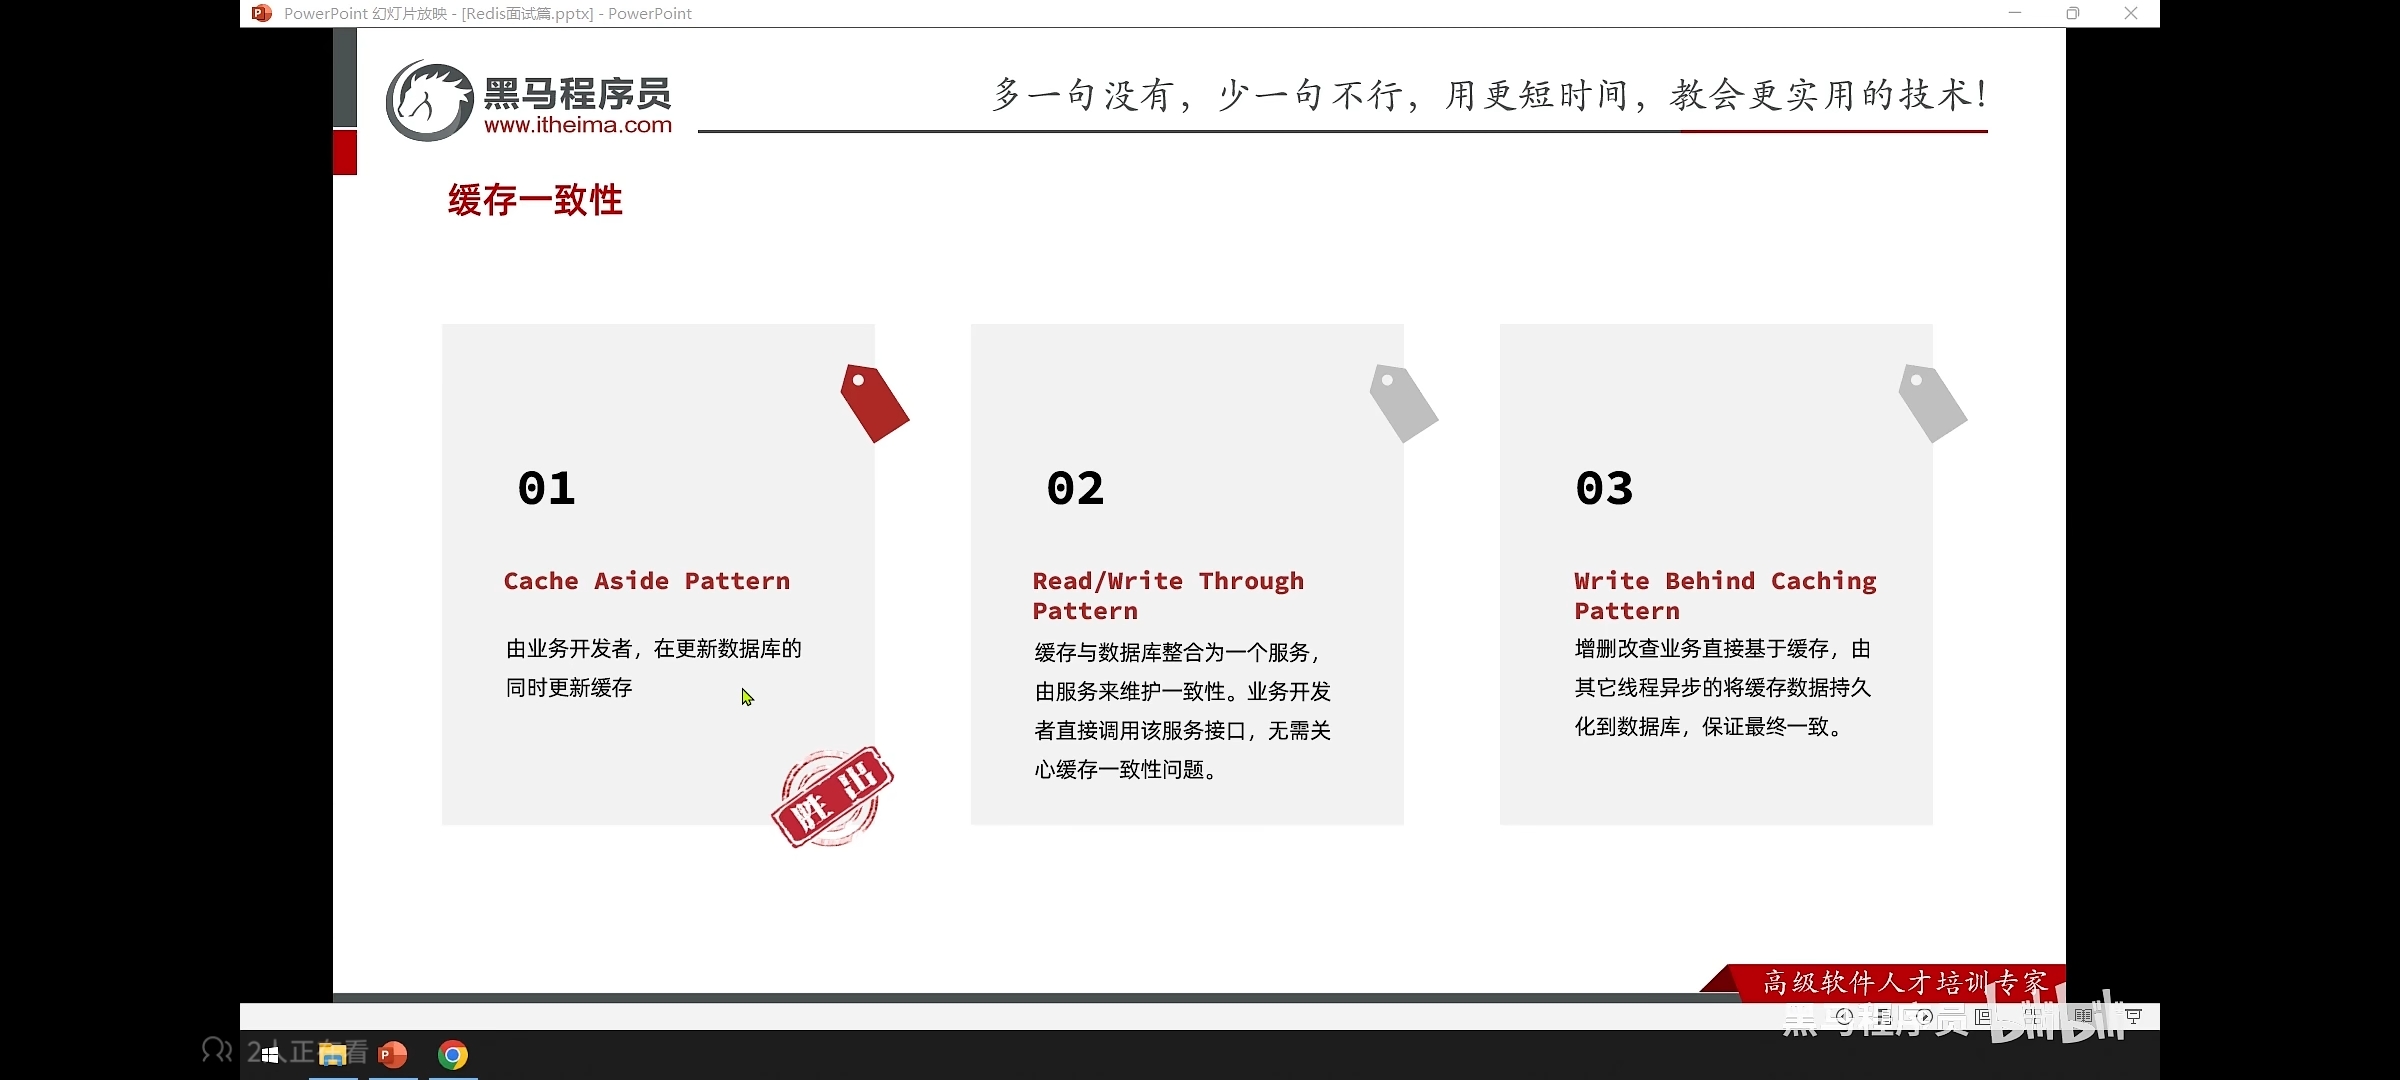 PowerPoint 幻灯片放映 - [Redis面试篇.pptx] - PowerPoint
黑马程序员
www.itheima.com
多一句没有，少一句不行，用更短时间，教会更实用的技术!
缓存一致性
01
Cache Aside Pattern
由业务开发者，在更新数据库的
同时更新缓存
胜出
02
Read/Write Through
Pattern
缓存与数据库整合为一个服务，
由服务来维护一致性。业务开发
者直接调用该服务接口，无需关
心缓存一致性问题。
03
Write Behind Caching
Pattern
增删改查业务直接基于缓存，由
其它线程异步的将缓存数据持久
化到数据库，保证最终一致。
高级软件人才培训专家
黑马程序员 bilibili
2人正在看